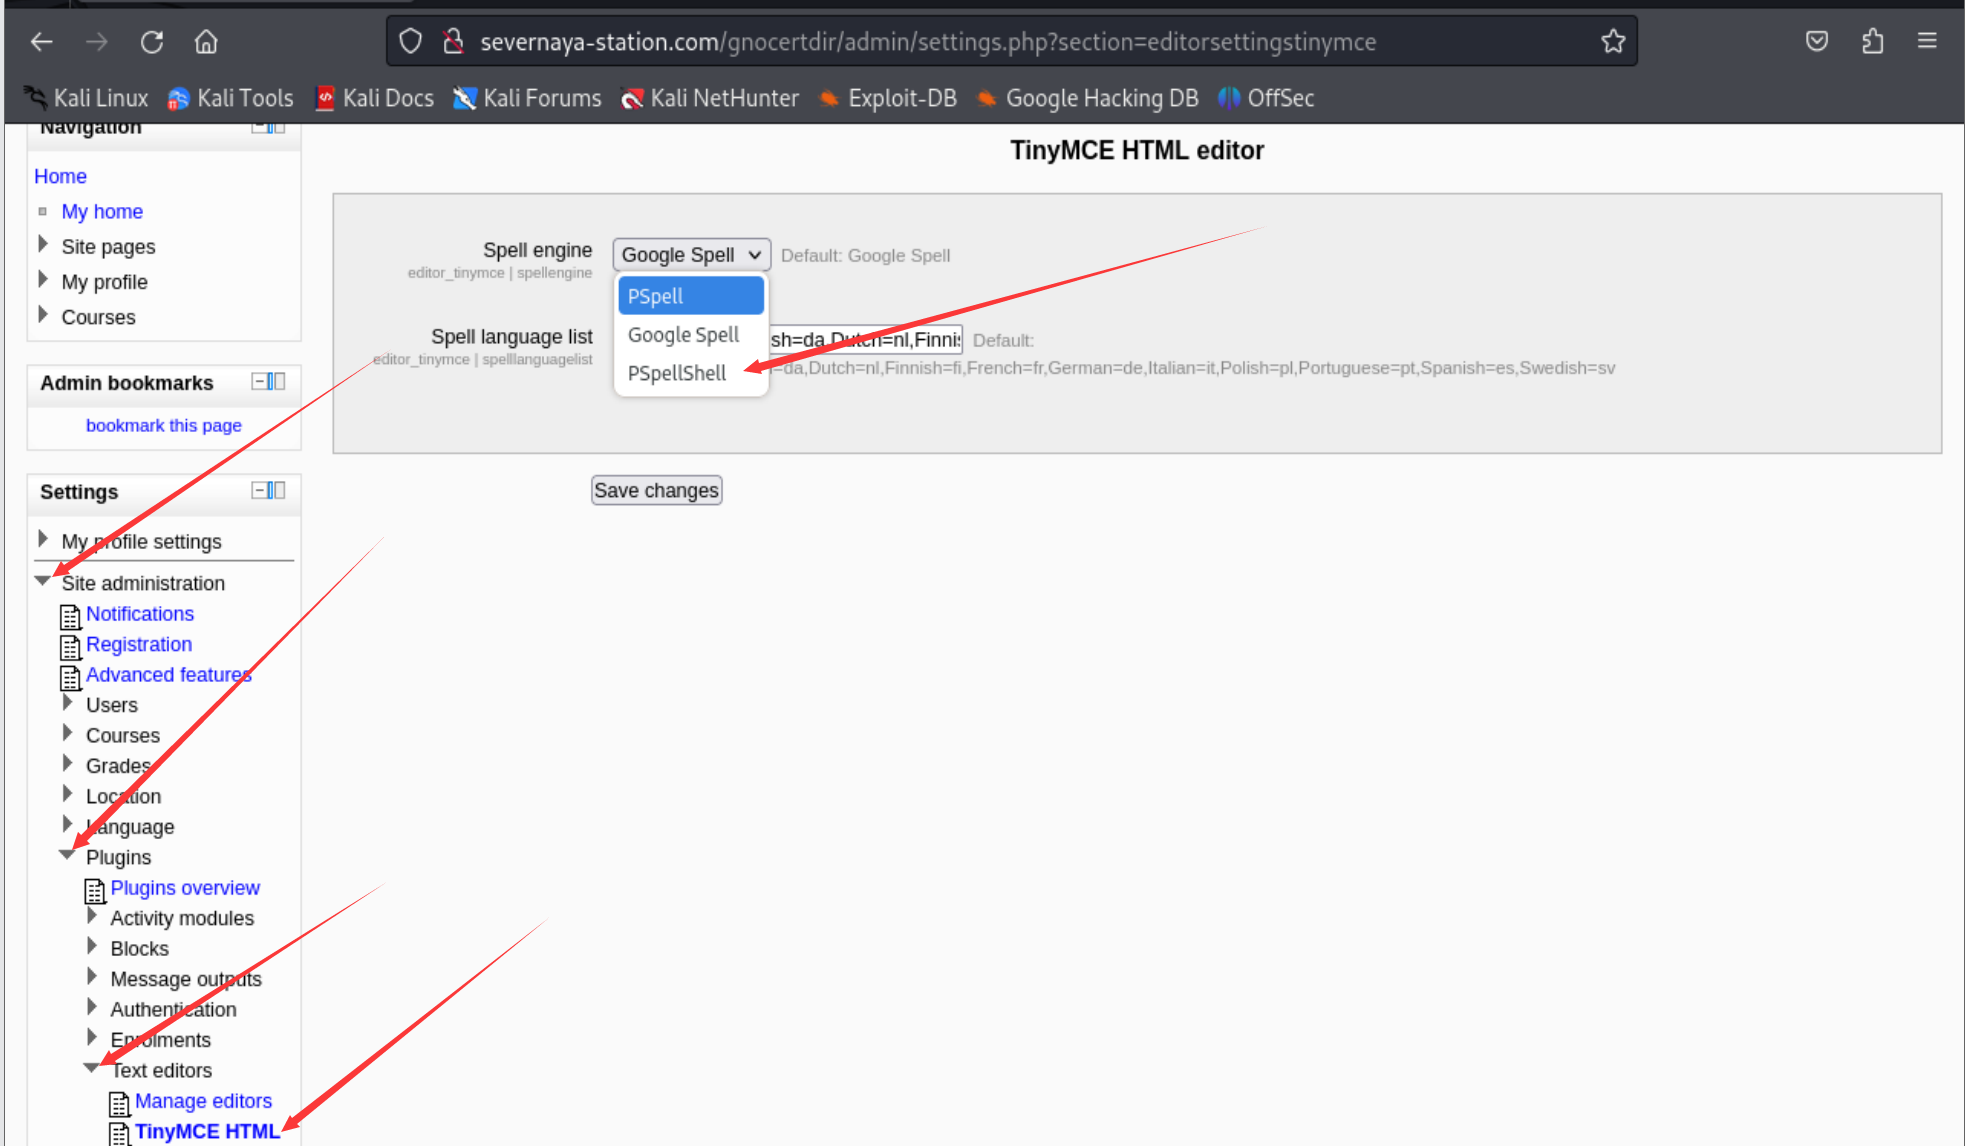 severnaya-station.com/gnocertdir/admin/settings.php?section=editorsettingstinymce
Kali Linux Kali Tools Kali Docs Kali Forums Kali NetHunter Exploit-DB Google Hacking DB OffSec
Navigation
Home
My home
Site pages
My profile
Courses
Admin bookmarks
bookmark this page
Settings
My profile settings
Site administration
Notifications
Registration
Advanced features
Users
Courses
Grades
Location
Language
Plugins
Plugins overview
Activity modules
Blocks
Message outputs
Authentication
Enrolments
Text editors
Manage editors
TinyMCE HTML
TinyMCE HTML editor
Spell engine Google Spell Default: Google Spell
editor_tinymce | spellengine
PSpell
Google Spell
PSpellShell
Spell language list sh=da,Dutch=nl,Finnis Default:
editor_tinymce | spelllanguagelist
=da,Dutch=nl,Finnish=fi,French=fr,German=de,Italian=it,Polish=pl,Portuguese=pt,Spanish=es,Swedish=sv
Save changes